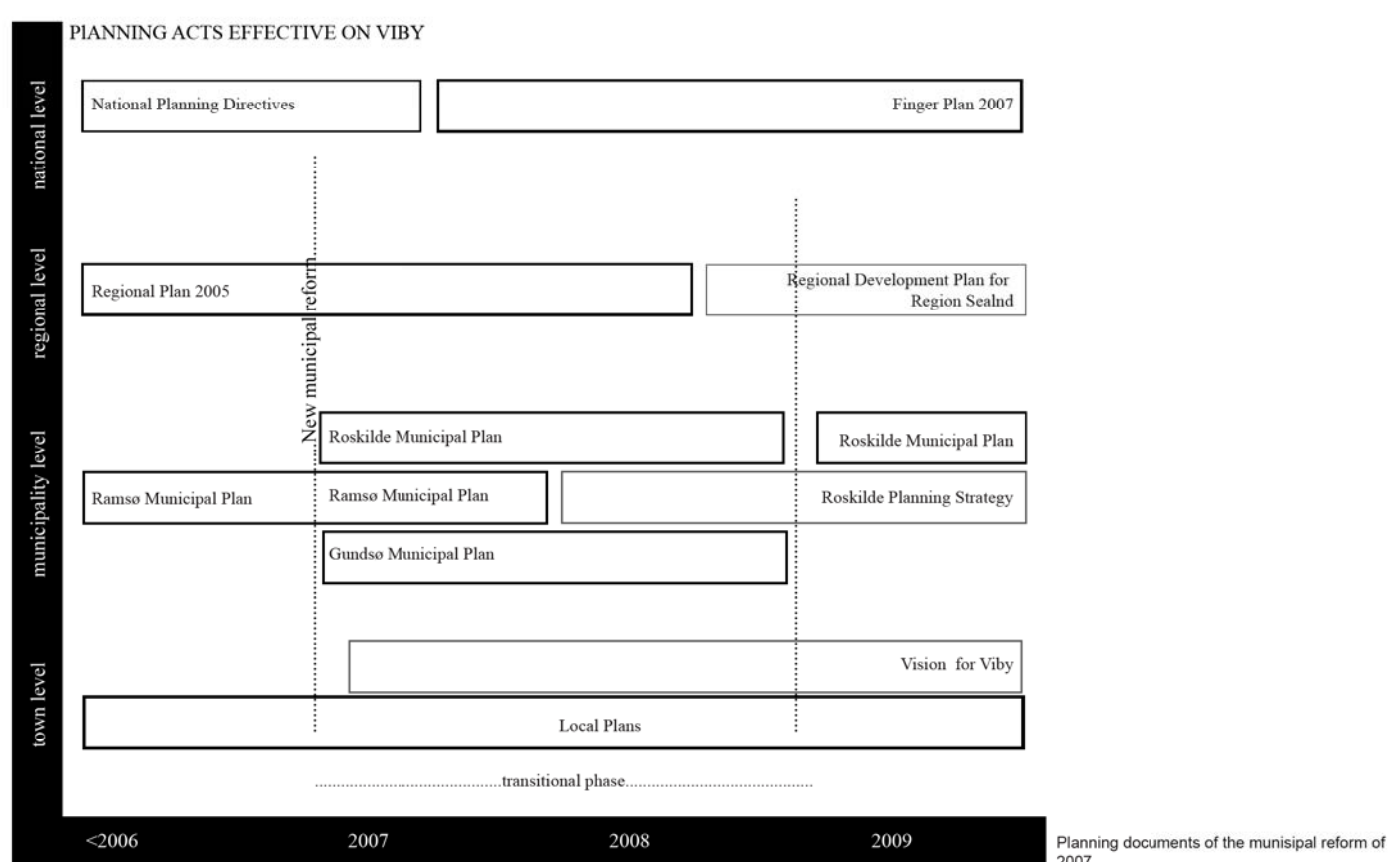 PlANNING ACTS EFFECTIVE ON VIBY
national level
National Planning Directives
Finger Plan 2007
regional level
Regional Plan 2005
Regional Development Plan for
Region Sealnd
New municipal reform
municipality level
Roskilde Municipal Plan
Roskilde Municipal Plan
Ramsø Municipal Plan
Ramsø Municipal Plan
Roskilde Planning Strategy
Gundsø Municipal Plan
town level
Vision for Viby
Local Plans
transitional phase
<2006
2007
2008
2009
Planning documents of the munisipal reform of
2007